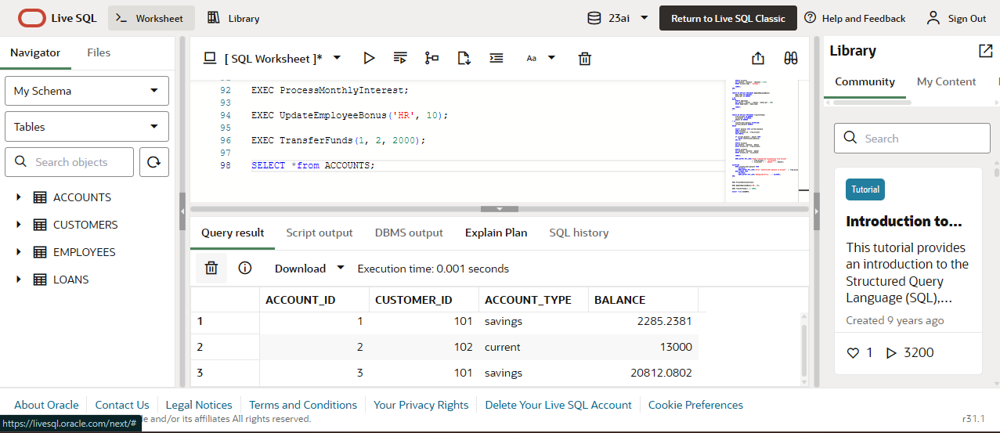 Live SQL
Worksheet
Library
23ai
Return to Live SQL Classic
Help and Feedback
Sign Out
Navigator
Files
My Schema
Tables
Search objects
ACCOUNTS
CUSTOMERS
EMPLOYEES
LOANS
[ SQL Worksheet ]*
Aa
92 EXEC ProcessMonthlyInterest;
93
94 EXEC UpdateEmployeeBonus('HR', 10);
95
96 EXEC TransferFunds(1, 2, 2000);
97
98 SELECT *from ACCOUNTS;
Query result
Script output
DBMS output
Explain Plan
SQL history
Download
Execution time: 0.001 seconds
ACCOUNT_ID CUSTOMER_ID ACCOUNT_TYPE BALANCE
1 1 101 savings 2285.2381
2 2 102 current 13000
3 3 101 savings 20812.0802
Library
Community
My Content
Search
Tutorial
Introduction to...
This tutorial provides
an introduction to the
Structured Query
Language (SQL),...
Created 9 years ago
1 3200
About Oracle
Contact Us
Legal Notices
Terms and Conditions
Your Privacy Rights
Delete Your Live SQL Account
Cookie Preferences
https://livesql.oracle.com/next/#
e and/or its affiliates All rights reserved.
r31.1